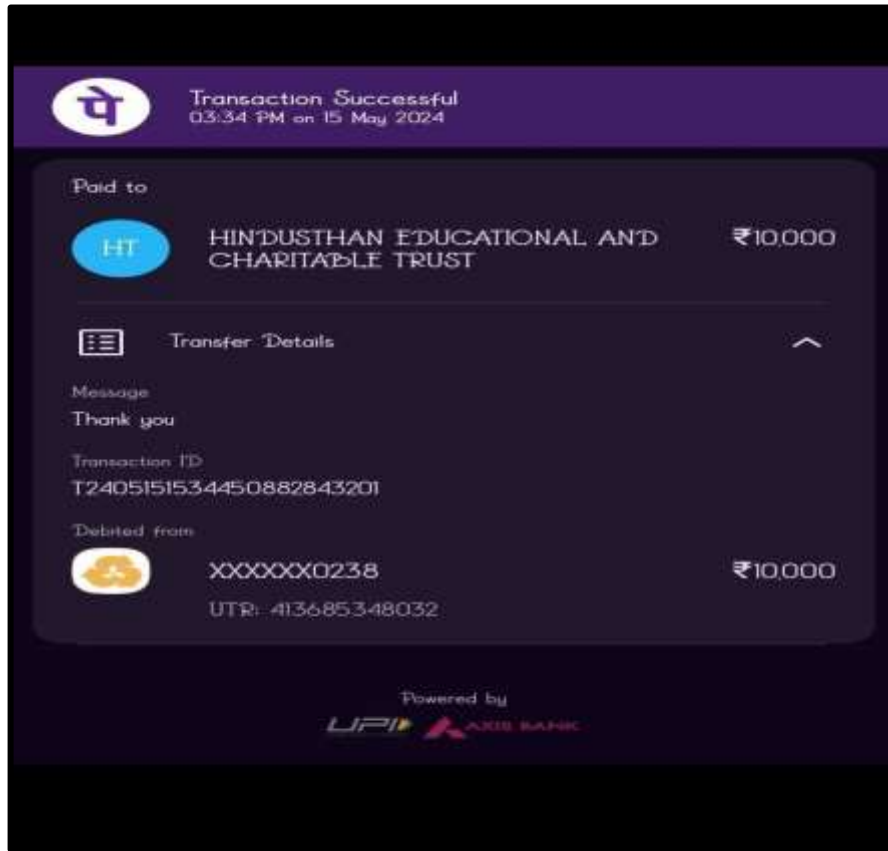 पे
Transaction Successful
03:34 PM on 15 May 2024
Paid to
HT
HINDUSTHAN EDUCATIONAL AND
CHARITABLE TRUST
₹10,000
Transfer Details
Message
Thank you
Transaction ID
T2405151534450882843201
Debited from
XXXXXX0238
₹10,000
UTR: 413685348032
Powered by
UPI AXIS BANK